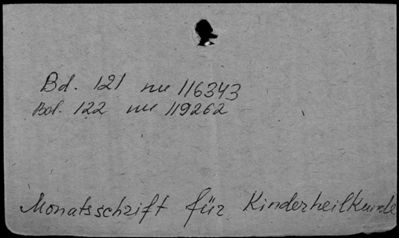 Bd. 121 nu 116343
Bd. 122 nu 119262
Monatsschrift für Kinderheilkunde